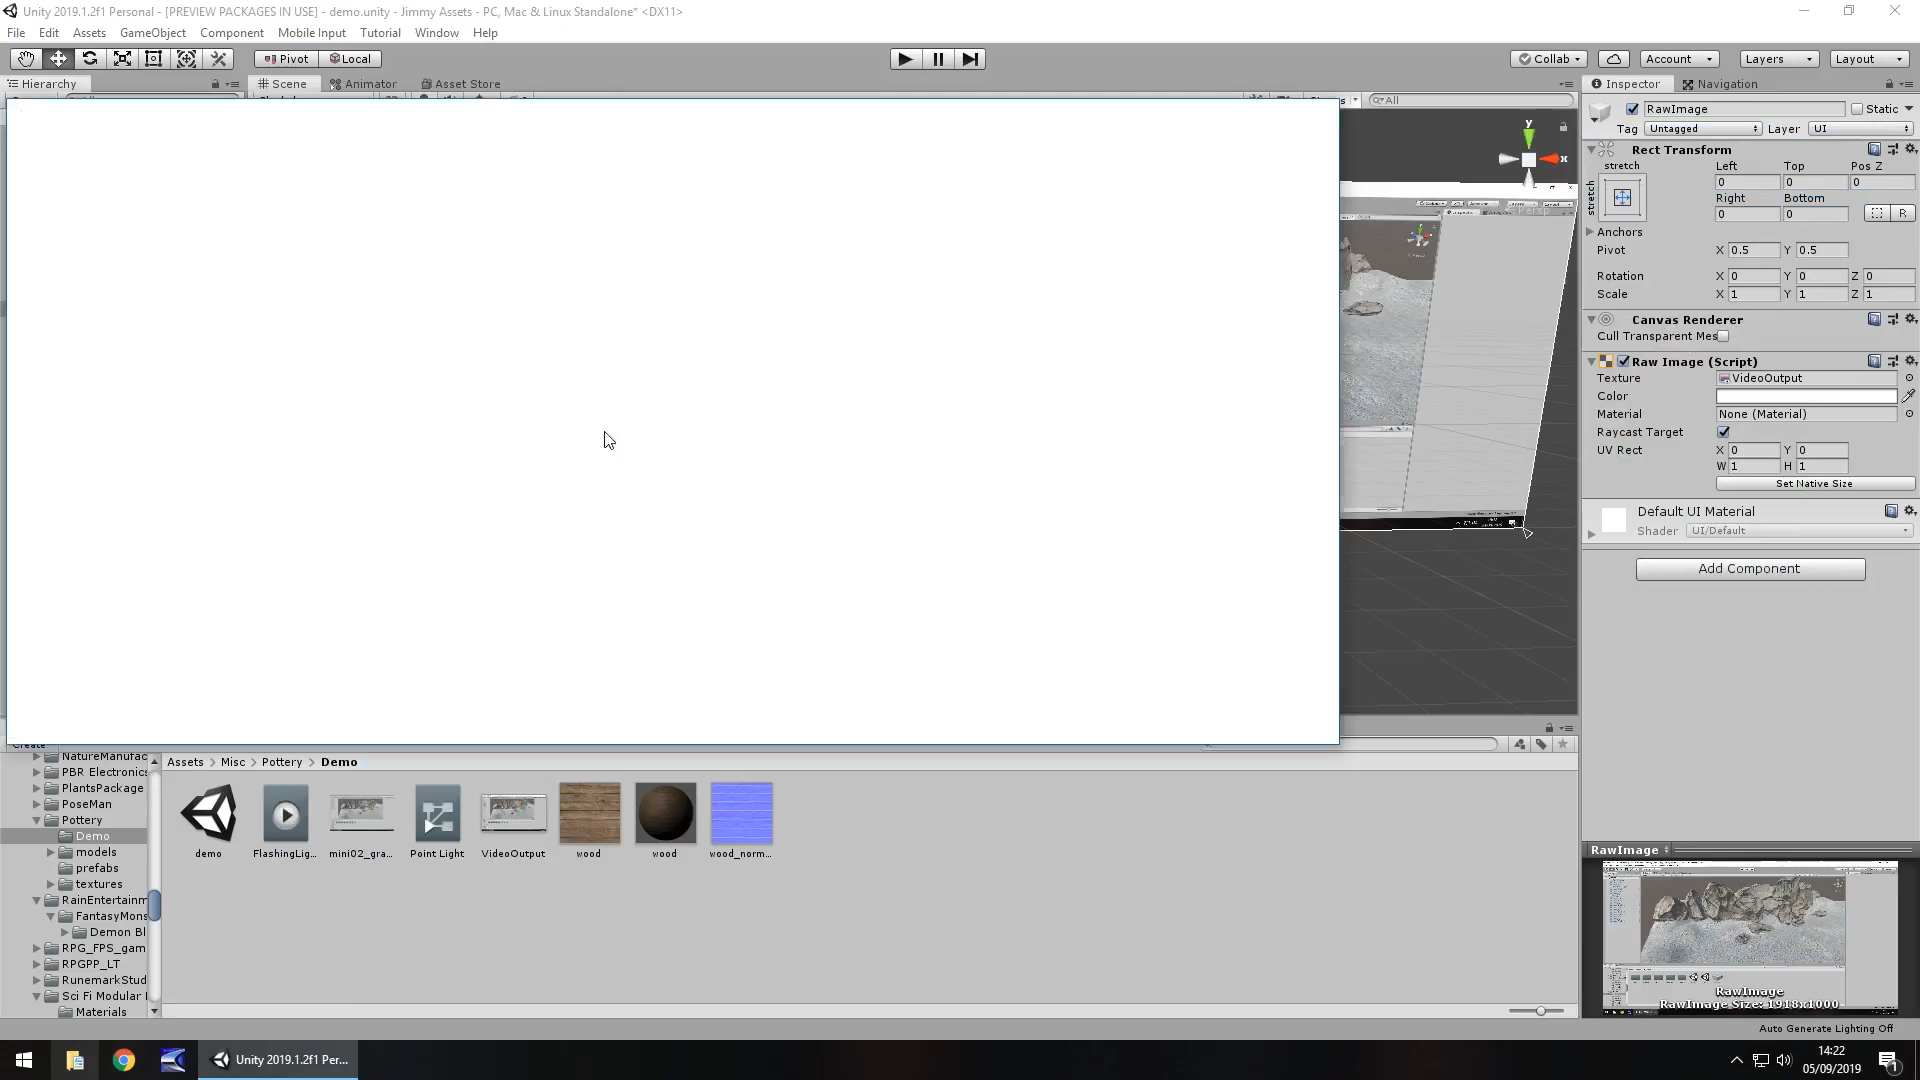 Unity 2019.1.2f1 Personal - [PREVIEW PACKAGES IN USE] - demo.unity - Jimmy Assets - PC, Mac & Linux Standalone* <DX11>
File Edit Assets GameObject Component Mobile Input Tutorial Window Help
Pivot Local Collab Account Layers Layout
Hierarchy Scene Animator Asset Store Inspector Navigation
All
RawImage Static
Tag Untagged Layer UI
y
x
Rect Transform
stretch Left Top Pos Z
stretch 0 0 0
Right Bottom
0 0 R
Anchors
Pivot X 0.5 Y 0.5
Rotation X 0 Y 0 Z 0
Scale X 1 Y 1 Z 1
Canvas Renderer
Cull Transparent Mes
Raw Image (Script)
Texture VideoOutput
Color
Material None (Material)
Raycast Target
UV Rect X 0 Y 0
W 1 H 1
Set Native Size
Default UI Material
Shader UI/Default
Add Component
Create
NatureManufac
PBR Electronics
PlantsPackage
PoseMan
Pottery
Demo
models
prefabs
textures
RainEntertainm
FantasyMons
Demon Bl
RPG_FPS_gam
RPGPP_LT
RunemarkStud
Sci Fi Modular
Materials
Assets > Misc > Pottery > Demo
demo FlashingLig... mini02_gra... Point Light VideoOutput wood wood wood_norm...
RawImage
RawImage
RawImage Size: 1918x1000
Auto Generate Lighting Off
Unity 2019.1.2f1 Per...
14:22
05/09/2019
1